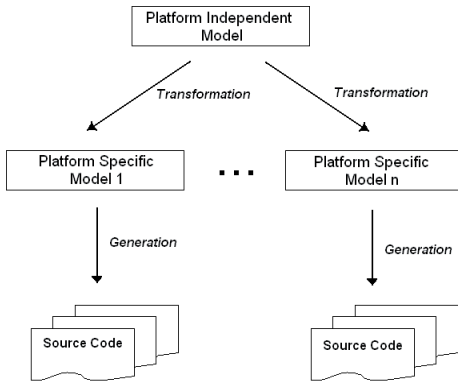 Platform Independent
Model
Transformation
Transformation
Platform Specific
Model 1
...
Platform Specific
Model n
Generation
Generation
Source Code
Source Code